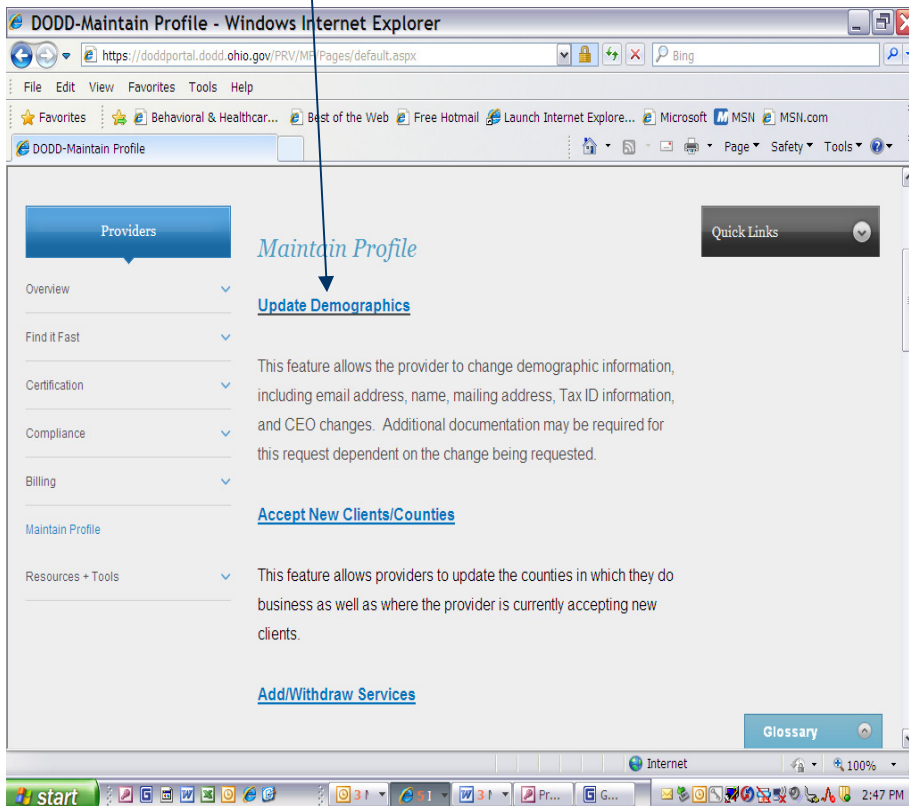 DODD-Maintain Profile - Windows Internet Explorer
https://doddportal.dodd.ohio.gov/PRV/MP/Pages/default.aspx
Bing
File Edit View Favorites Tools Help
Favorites Behavioral & Healthcar... Best of the Web Free Hotmail Launch Internet Explore... Microsoft MSN MSN.com
DODD-Maintain Profile
Page Safety Tools
Providers
Overview
Find it Fast
Certification
Compliance
Billing
Maintain Profile
Resources + Tools
Maintain Profile
Update Demographics
This feature allows the provider to change demographic information,
including email address, name, mailing address, Tax ID information,
and CEO changes. Additional documentation may be required for
this request dependent on the change being requested.
Accept New Clients/Counties
This feature allows providers to update the counties in which they do
business as well as where the provider is currently accepting new
clients.
Add/Withdraw Services
Quick Links
Glossary
Internet
100%
start
Pr...
G...
2:47 PM